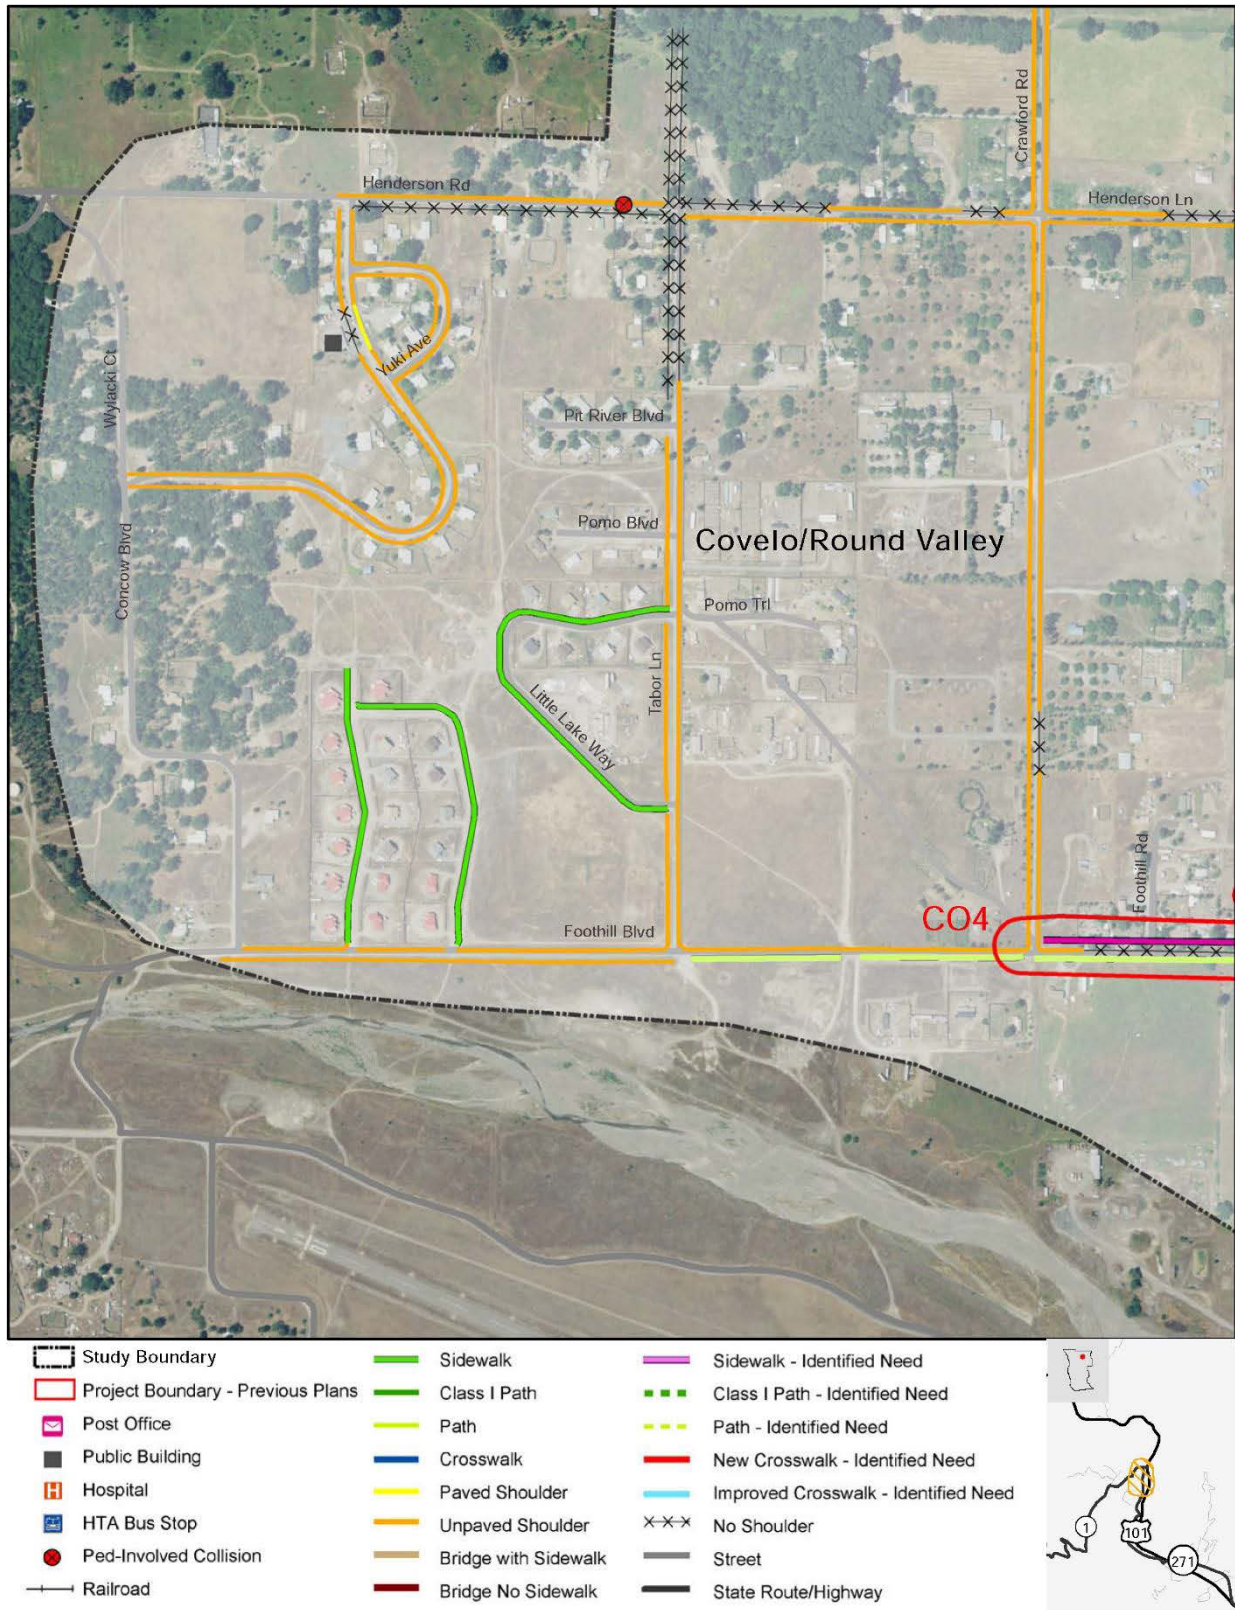 Crawford Rd
Henderson Rd
Henderson Ln
Yuki Ave
Wylacki Ct
Pit River Blvd
Pomo Blvd
Covelo/Round Valley
Concow Blvd
Pomo Trl
Tabor Ln
Little Lake Way
Foothill Rd
CO4
Foothill Blvd
Study Boundary
Project Boundary - Previous Plans
Post Office
Public Building
H Hospital
HTA Bus Stop
Ped-Involved Collision
Railroad
Sidewalk
Class I Path
Path
Crosswalk
Paved Shoulder
Unpaved Shoulder
Bridge with Sidewalk
Bridge No Sidewalk
Sidewalk - Identified Need
Class I Path - Identified Need
Path - Identified Need
New Crosswalk - Identified Need
Improved Crosswalk - Identified Need
No Shoulder
Street
State Route/Highway
1
101
271